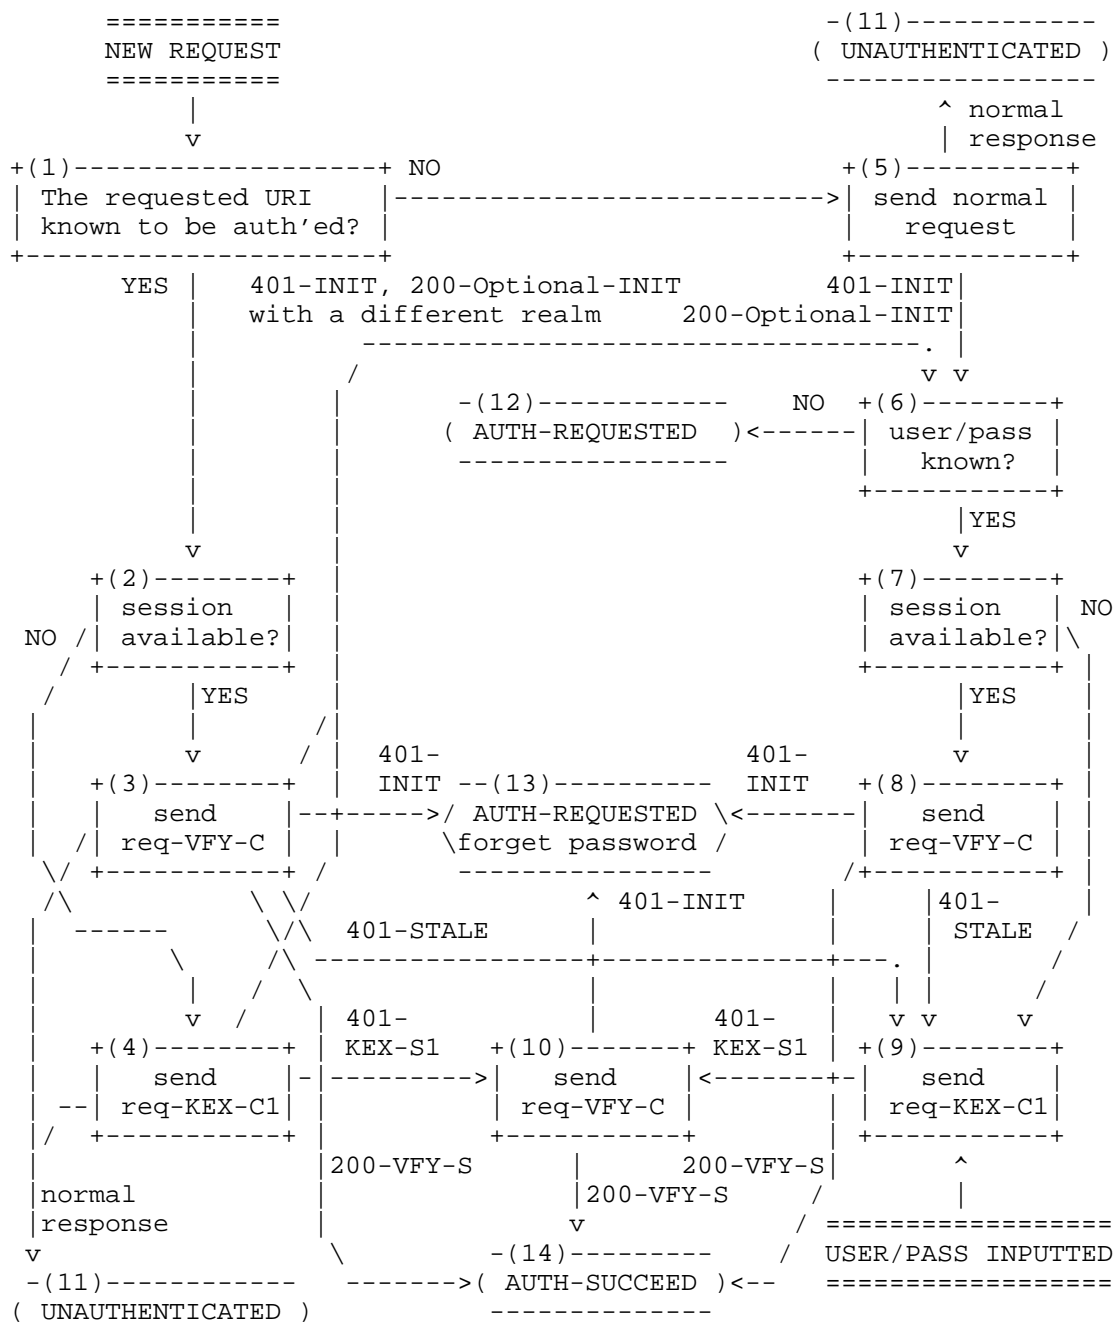 =========== -(11)------------
NEW REQUEST ( UNAUTHENTICATED )
=========== -----------------
| ^ normal
v | response
+(1)-------------------+ NO +(5)----------+
| The requested URI |--------------------------->| send normal |
| known to be auth'ed? | | request |
+----------------------+ +-------------+
YES | 401-INIT, 200-Optional-INIT 401-INIT|
| with a different realm 200-Optional-INIT|
| -----------------------------------. |
| / v v
| | -(12)------------ NO +(6)--------+
| | ( AUTH-REQUESTED )<------| user/pass |
| | ----------------- | known? |
| | +-----------+
| | |YES
v | v
+(2)--------+ | +(7)--------+
| session | | | session | NO
NO /| available?| | | available?|\
/ +-----------+ | +-----------+ |
/ |YES | |YES |
| | /| | |
| v / | 401- 401- v |
| +(3)--------+ | INIT --(13)---------- INIT +(8)--------+ |
| | send |--+----->/ AUTH-REQUESTED \<-------| send | |
| /| req-VFY-C | | \forget password / | req-VFY-C | |
\/ +-----------+ / ---------------- /+-----------+ |
/\ \ \/ ^ 401-INIT | |401- |
| ------ \/\ 401-STALE | | | STALE /
| \ /\ -----------------+--------------+---. | /
| | / \ | | | | /
| v / | 401- | 401- | v v v
| +(4)--------+ | KEX-S1 +(10)-------+ KEX-S1 | +(9)--------+
| | send |-|--------->| send |<-------+-| send |
| --| req-KEX-C1| | | req-VFY-C | | | req-KEX-C1|
|/ +-----------+ | +-----------+ | +-----------+
| |200-VFY-S | 200-VFY-S| ^
|normal | |200-VFY-S / |
|response | v / ==================
v \ -(14)--------- / USER/PASS INPUTTED
-(11)------------ ------->( AUTH-SUCCEED )<-- ==================
( UNAUTHENTICATED ) --------------